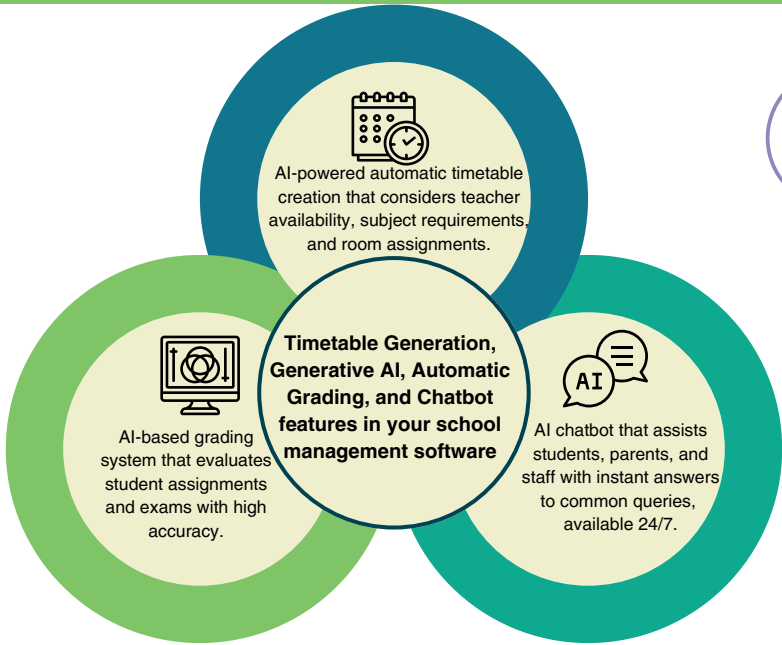 AI-powered automatic timetable
creation that considers teacher
availability, subject requirements,
and room assignments.
Timetable Generation,
Generative AI, Automatic
Grading, and Chatbot
features in your school
management software
AI-based grading
system that evaluates
student assignments
and exams with high
accuracy.
AI
AI chatbot that assists
students, parents, and
staff with instant answers
to common queries,
available 24/7.